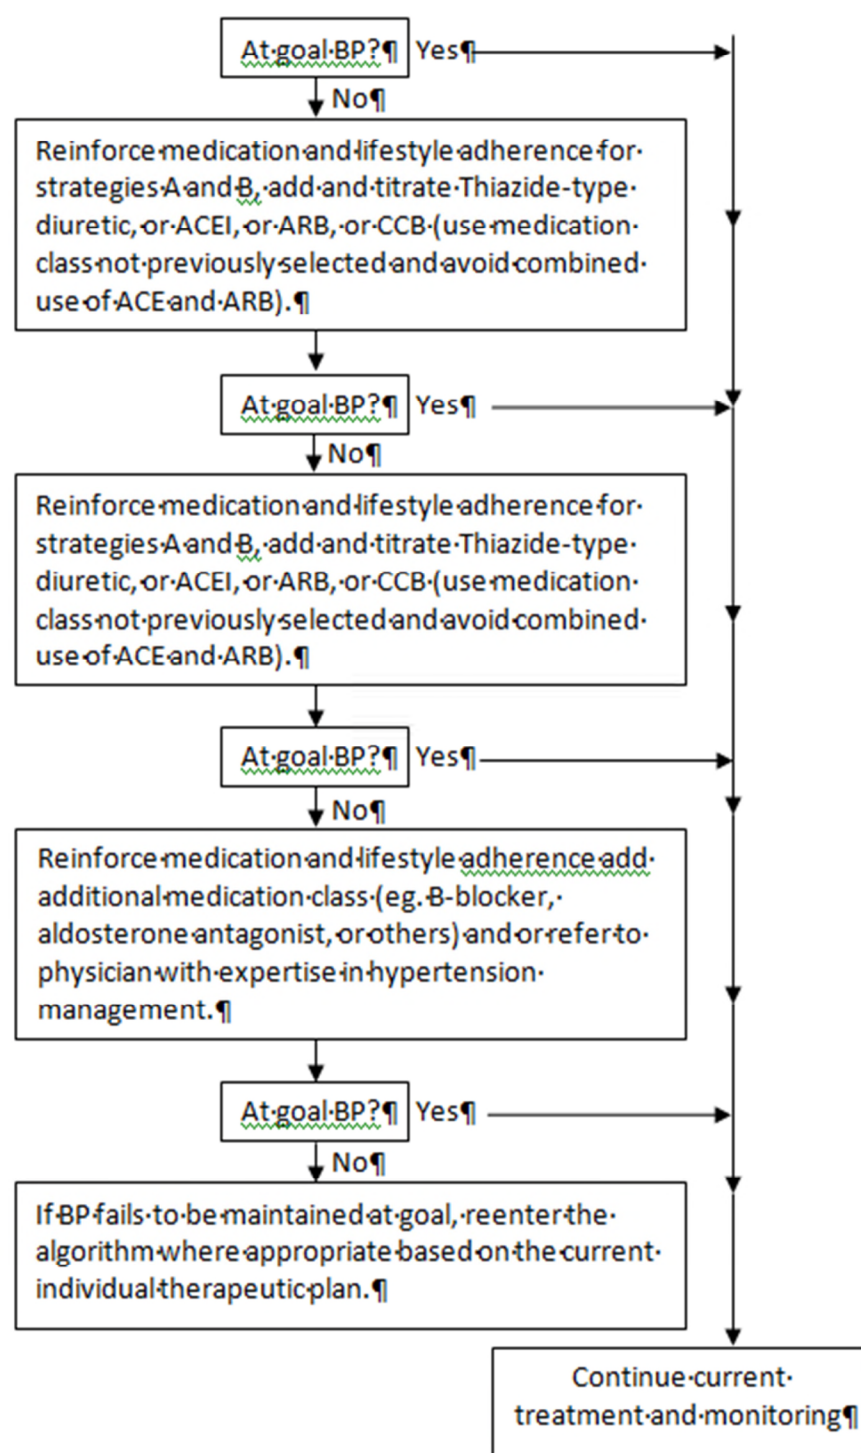 At goal BP?¶ Yes¶
No¶
Reinforce·medication·and·lifestyle·adherence·for·
strategies·A·and·B,·add·and·titrate·Thiazide-type·
diuretic,·or·ACEI,·or·ARB,·or·CCB·(use·medication·
class·not·previously·selected·and·avoid·combined·
use·of·ACE·and·ARB).¶
At·goal·BP?¶ Yes¶
No¶
Reinforce·medication·and·lifestyle·adherence·for·
strategies·A·and·B,·add·and·titrate·Thiazide-type·
diuretic,·or·ACEI,·or·ARB,·or·CCB·(use·medication·
class·not·previously·selected·and·avoid·combined·
use·of·ACE·and·ARB).¶
At·goal·BP?¶ Yes¶
No¶
Reinforce·medication·and·lifestyle·adherence·add·
additional·medication·class·(eg.·B-blocker,·
aldosterone·antagonist,·or·others)·and·or·refer·to·
physician·with·expertise·in·hypertension·
management.¶
At·goal·BP?¶ Yes¶
No¶
If·BP·fails·to·be·maintained·at·goal,·reenter·the·
algorithm·where·appropriate·based·on·the·current·
individual·therapeutic·plan.¶
Continue·current·
treatment·and·monitoring¶